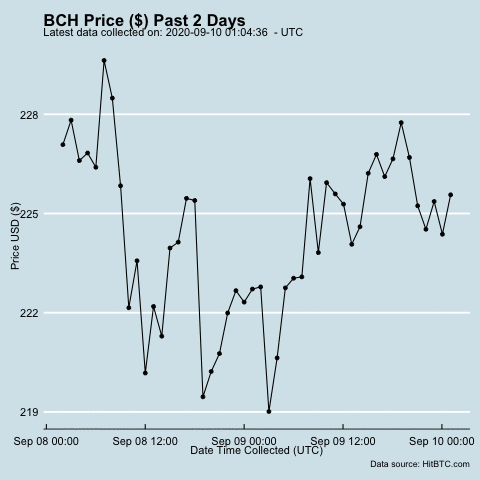 BCH Price ($) Past 2 Days
Latest data collected on: 2020-09-10 01:04:36  - UTC
228
225
222
219
Price USD ($)
Sep 08 00:00
Sep 08 12:00
Sep 09 00:00
Sep 09 12:00
Sep 10 00:00
Date Time Collected (UTC)
Data source: HitBTC.com